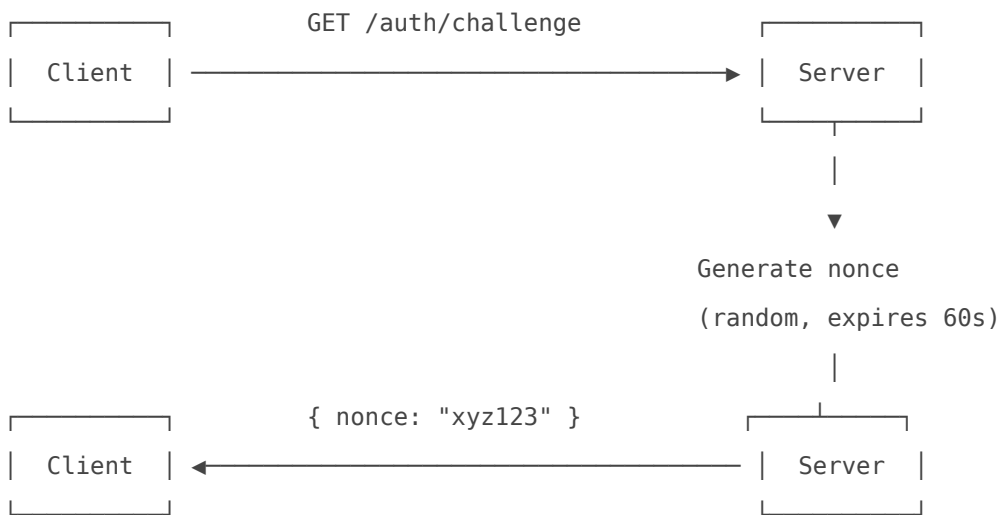 GET /auth/challenge
Client
Server
Generate nonce
(random, expires 60s)
{ nonce: "xyz123" }
Client
Server